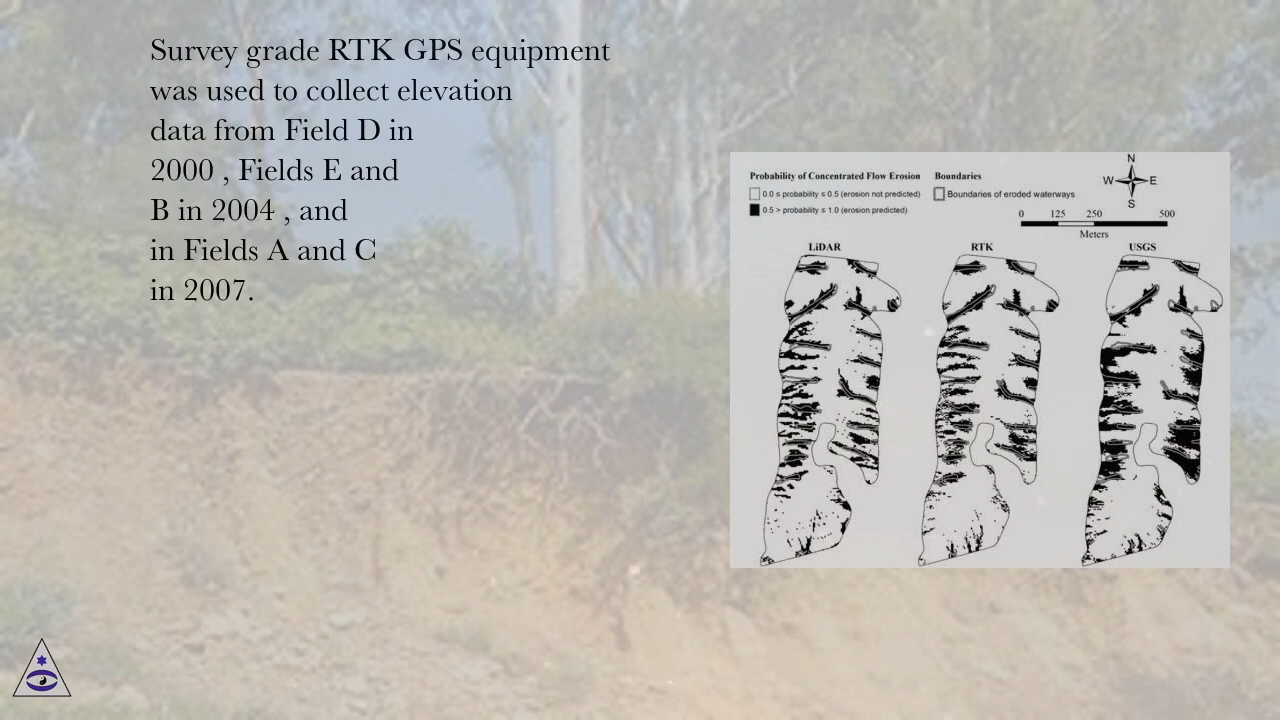 Survey grade RTK GPS equipment
was used to collect elevation
data from Field D in
2000 , Fields E and
B in 2004 , and
in Fields A and C
in 2007.
Probability of Concentrated Flow Erosion
0.0 ≤ probability ≤ 0.5 (erosion not predicted)
0.5 > probability ≤ 1.0 (erosion predicted)
Boundaries
Boundaries of eroded waterways
N
W E
S
0 125 250 500
Meters
LiDAR RTK USGS